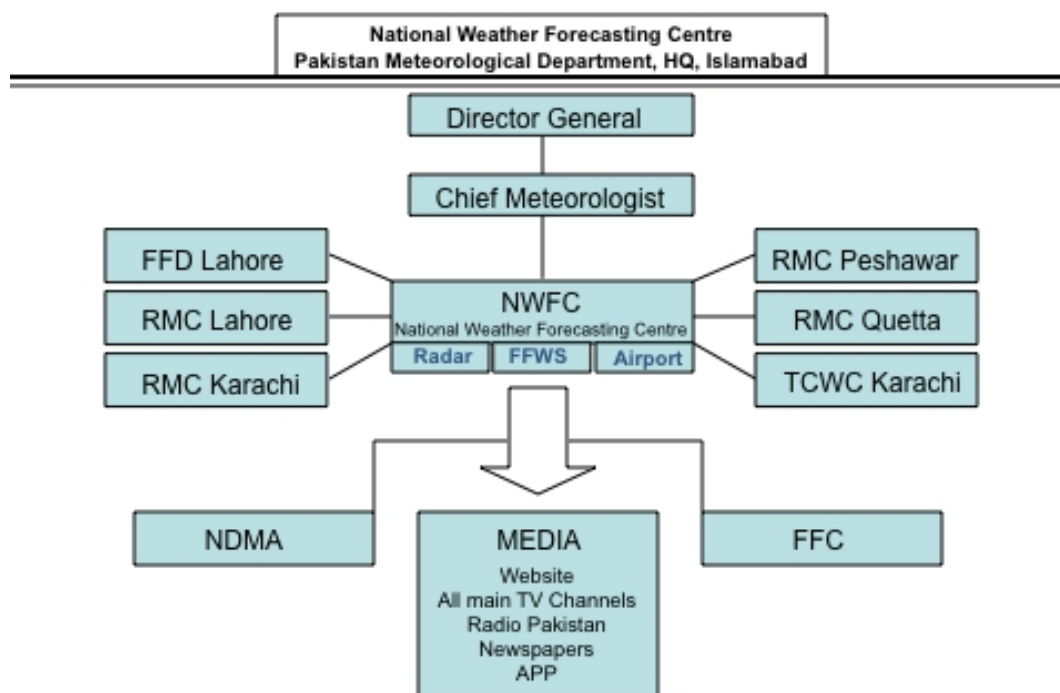 National Weather Forecasting Centre
Pakistan Meteorological Department, HQ, Islamabad
Director General
Chief Meteorologist
FFD Lahore
RMC Lahore
RMC Karachi
NWFC
National Weather Forecasting Centre
Radar
FFWS
Airport
RMC Peshawar
RMC Quetta
TCWC Karachi
NDMA
MEDIA
Website
All main TV Channels
Radio Pakistan
Newspapers
APP
FFC